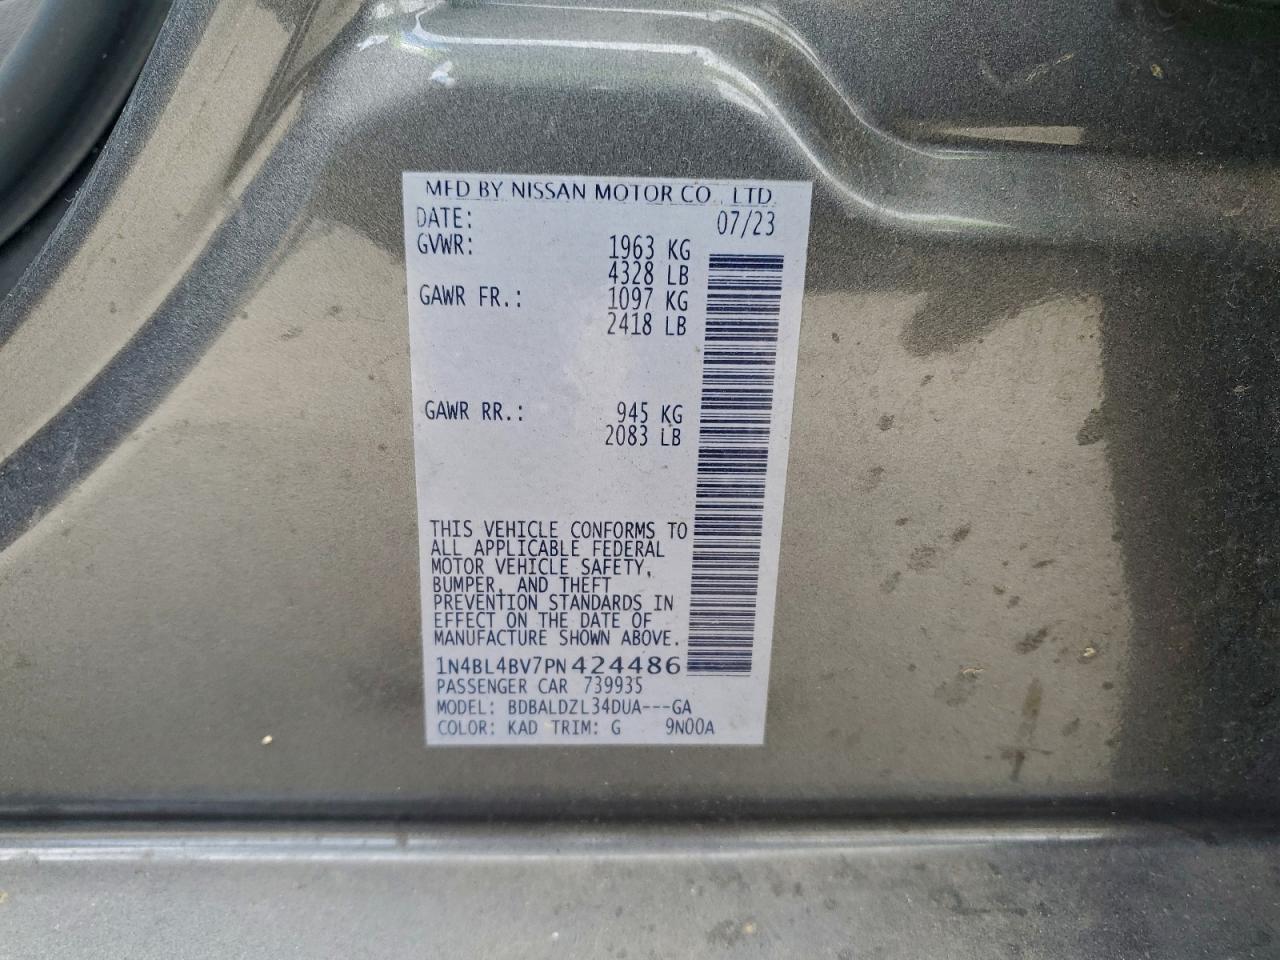 MFD BY NISSAN MOTOR CO., LTD.
DATE: 07/23
GVWR: 1963 KG
4328 LB
GAWR FR.: 1097 KG
2418 LB
GAWR RR.: 945 KG
2083 LB
THIS VEHICLE CONFORMS TO
ALL APPLICABLE FEDERAL
MOTOR VEHICLE SAFETY,
BUMPER, AND THEFT
PREVENTION STANDARDS IN
EFFECT ON THE DATE OF
MANUFACTURE SHOWN ABOVE.
1N4BL4BV7PN424486
PASSENGER CAR 739935
MODEL: BDBALDZL34DUA---GA
COLOR: KAD TRIM: G 9N00A